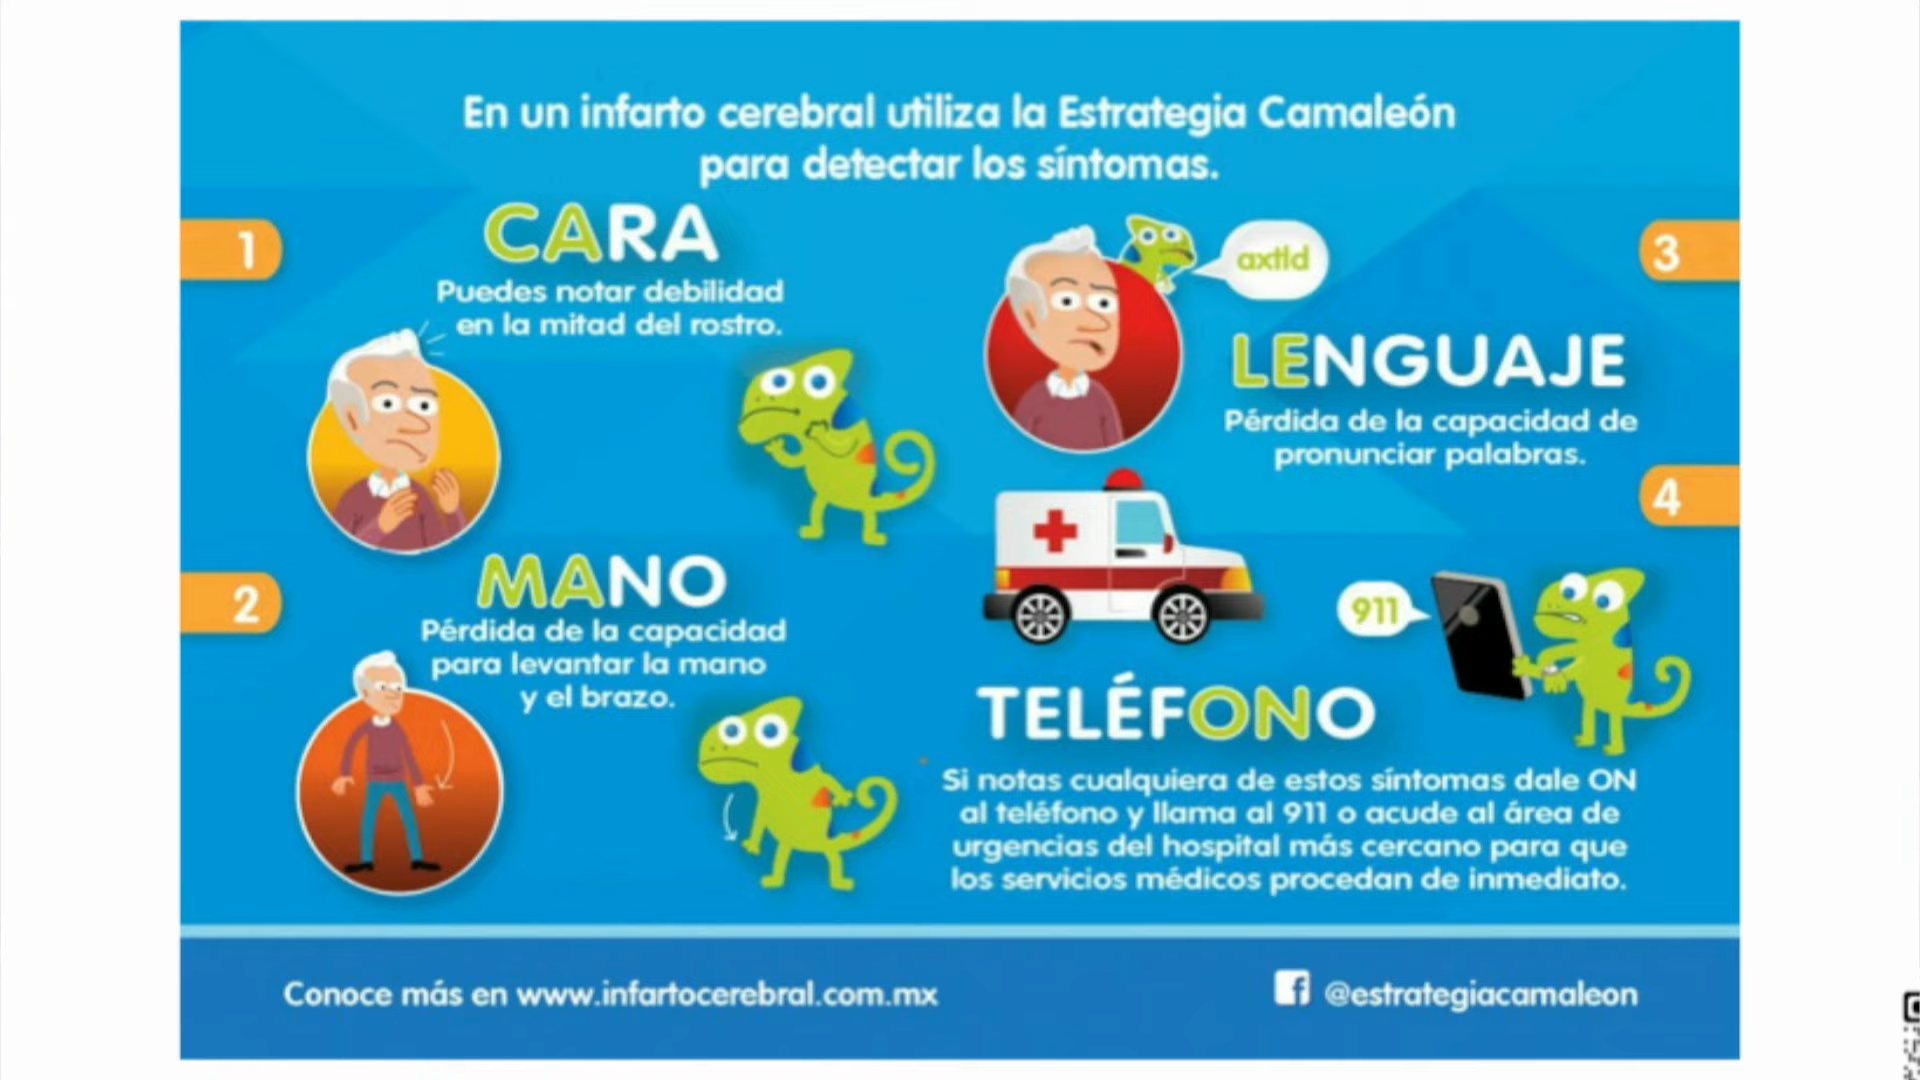 En un infarto cerebral utiliza la Estrategia Camaleón
para detectar los síntomas.
1
CARA
Puedes notar debilidad
en la mitad del rostro.
2
MANO
Pérdida de la capacidad
para levantar la mano
y el brazo.
3
axtld
LENGUAJE
Pérdida de la capacidad de
pronunciar palabras.
4
911
TELÉFONO
Si notas cualquiera de estos síntomas dale ON
al teléfono y llama al 911 o acude al área de
urgencias del hospital más cercano para que
los servicios médicos procedan de inmediato.
Conoce más en www.infartocerebral.com.mx
f @estrategiacamaleon